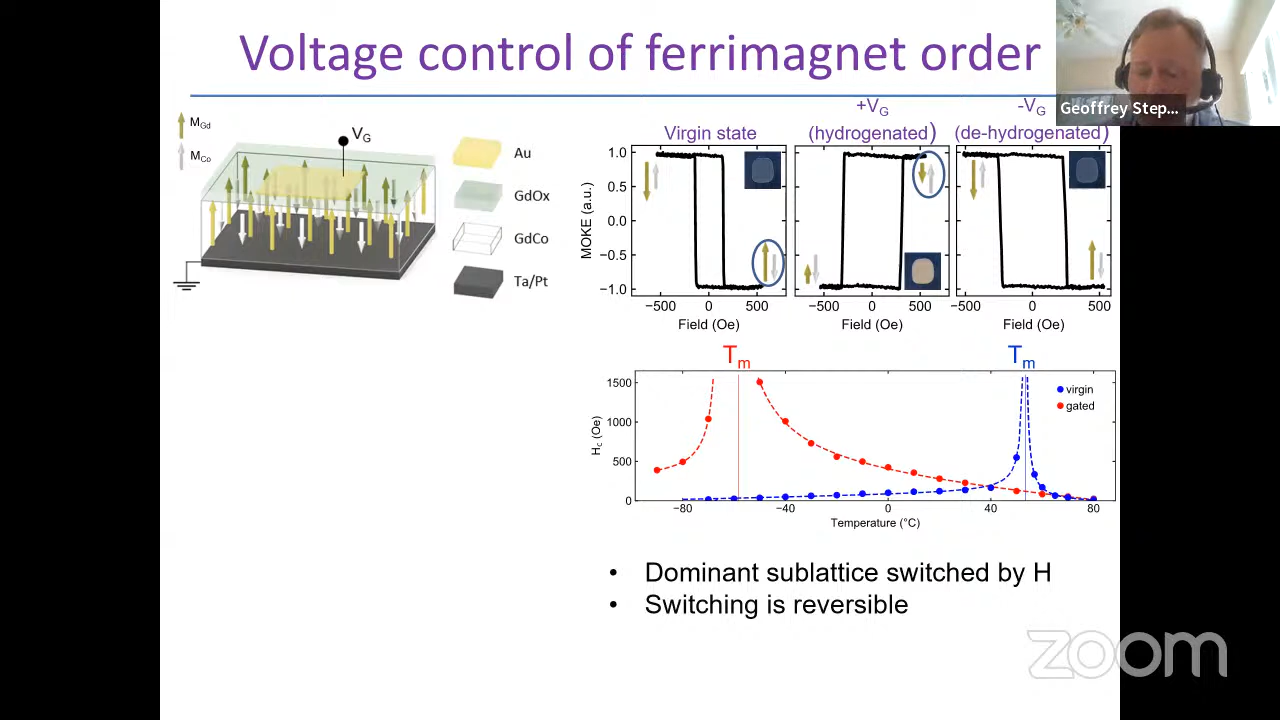 Voltage control of ferrimagnet order
Geoffrey Step...
M_Gd
M_Co
V_G
Au
GdOx
GdCo
Ta/Pt
Virgin state
+V_G
(hydrogenated)
-V_G
(de-hydrogenated)
1.0
0.5
0.0
−0.5
−1.0
MOKE (a.u.)
−500 0 500
Field (Oe)
−500 0 500
Field (Oe)
−500 0 500
Field (Oe)
T_m
T_m
1500
1000
500
0
H_c (Oe)
virgin
gated
−80 −40 0 40 80
Temperature (°C)
• Dominant sublattice switched by H
• Switching is reversible
zoom